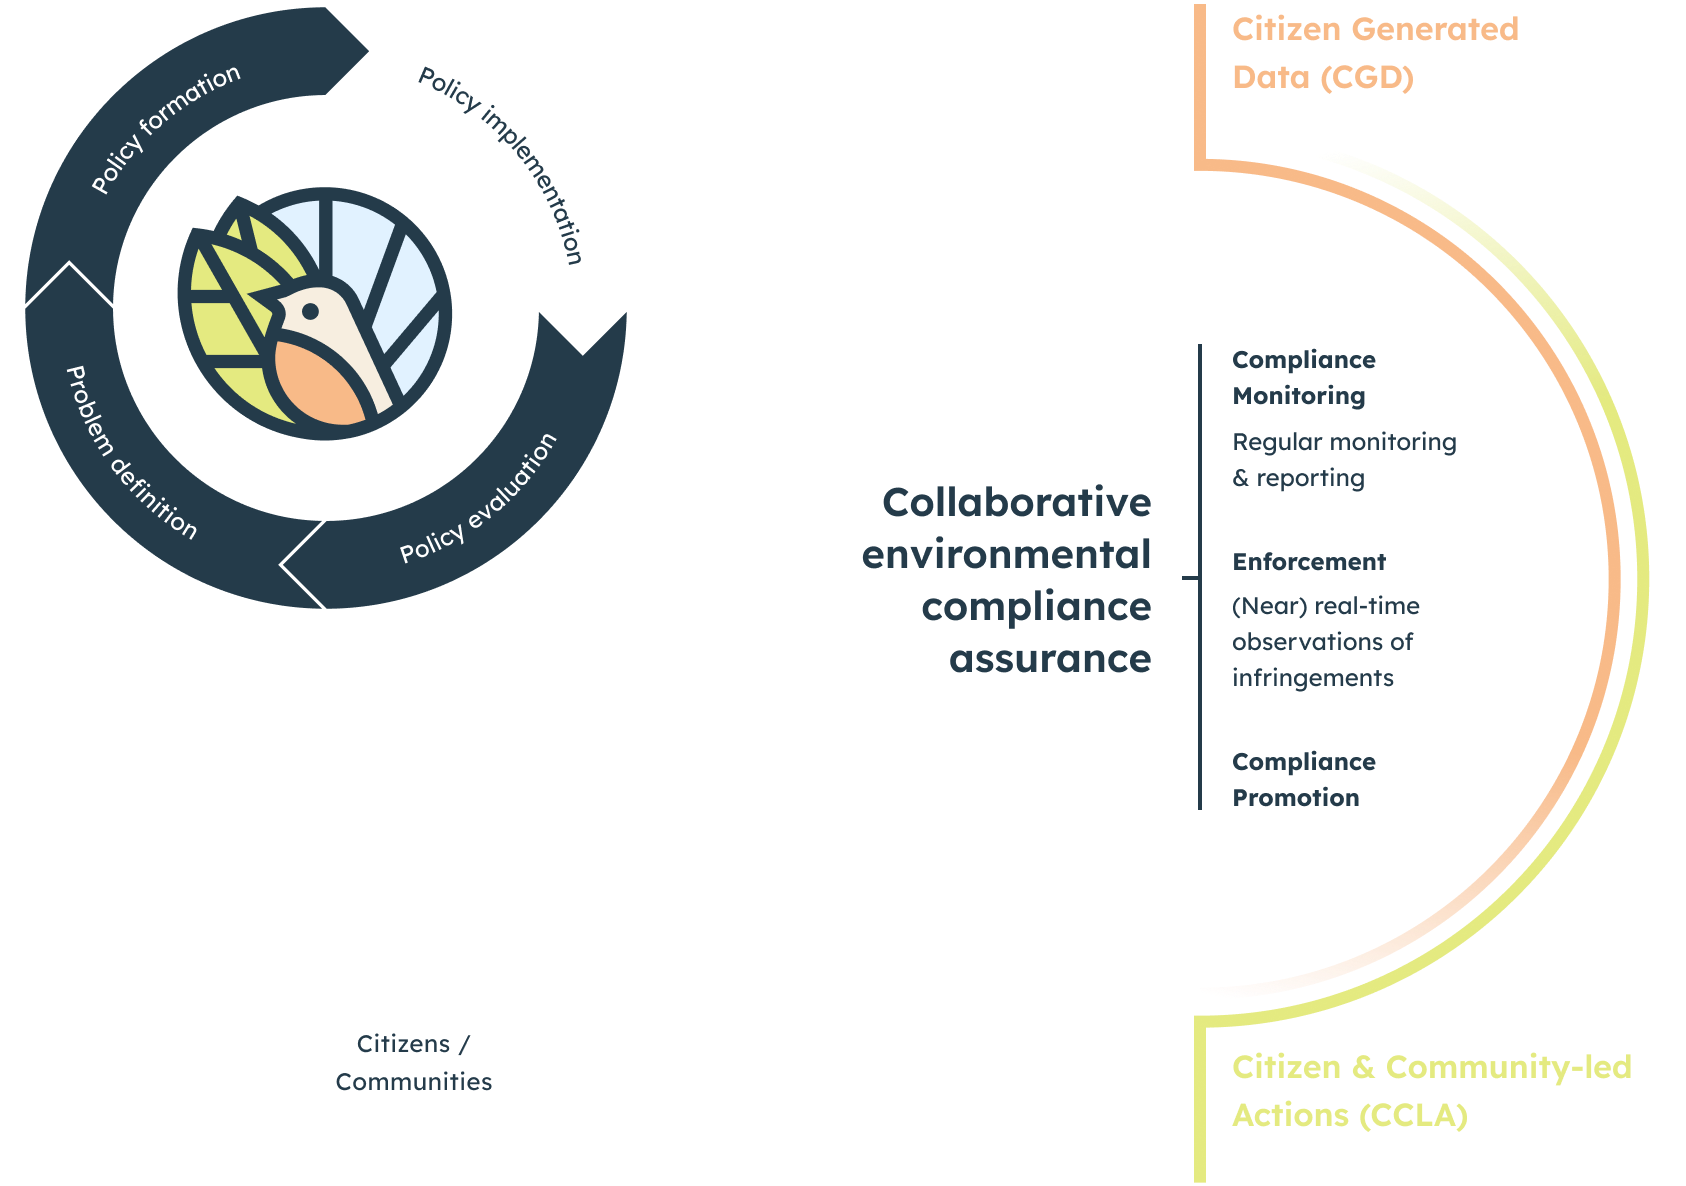 Policy formation
Policy implementation
Policy evaluation
Problem definition
Citizens /
Communities
Collaborative
environmental
compliance
assurance
Citizen Generated
Data (CGD)
Compliance
Monitoring
Regular monitoring
& reporting
Enforcement
(Near) real-time
observations of
infringements
Compliance
Promotion
Citizen & Community-led
Actions (CCLA)